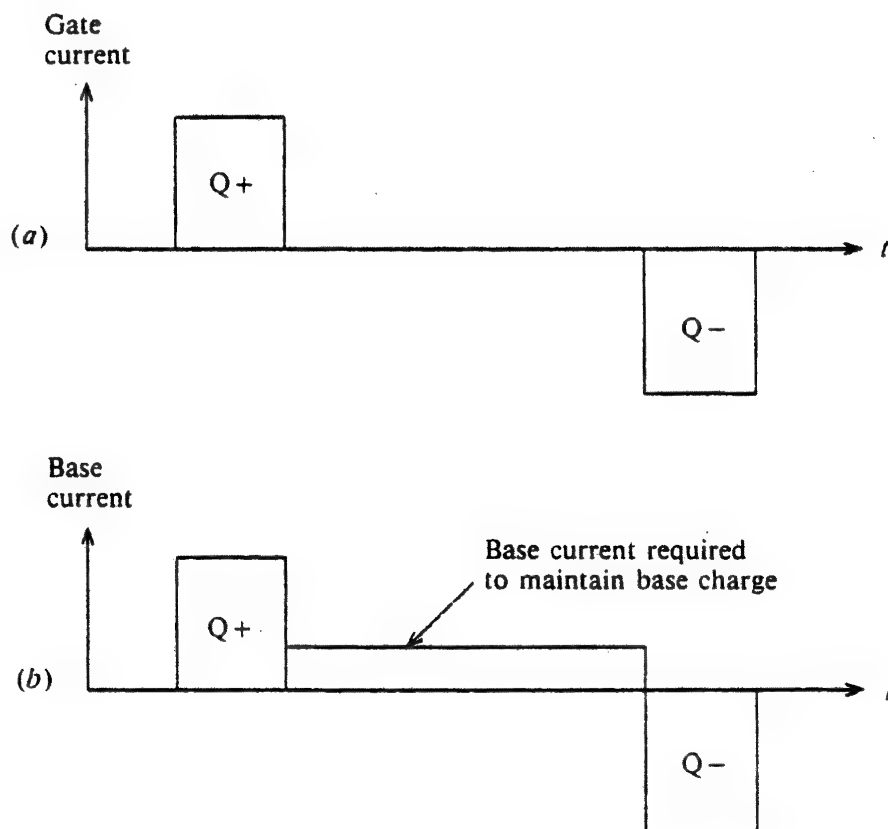 Gate
current
Q+
(a)
t
Q−
Base
current
Base current required
to maintain base charge
Q+
(b)
Q−